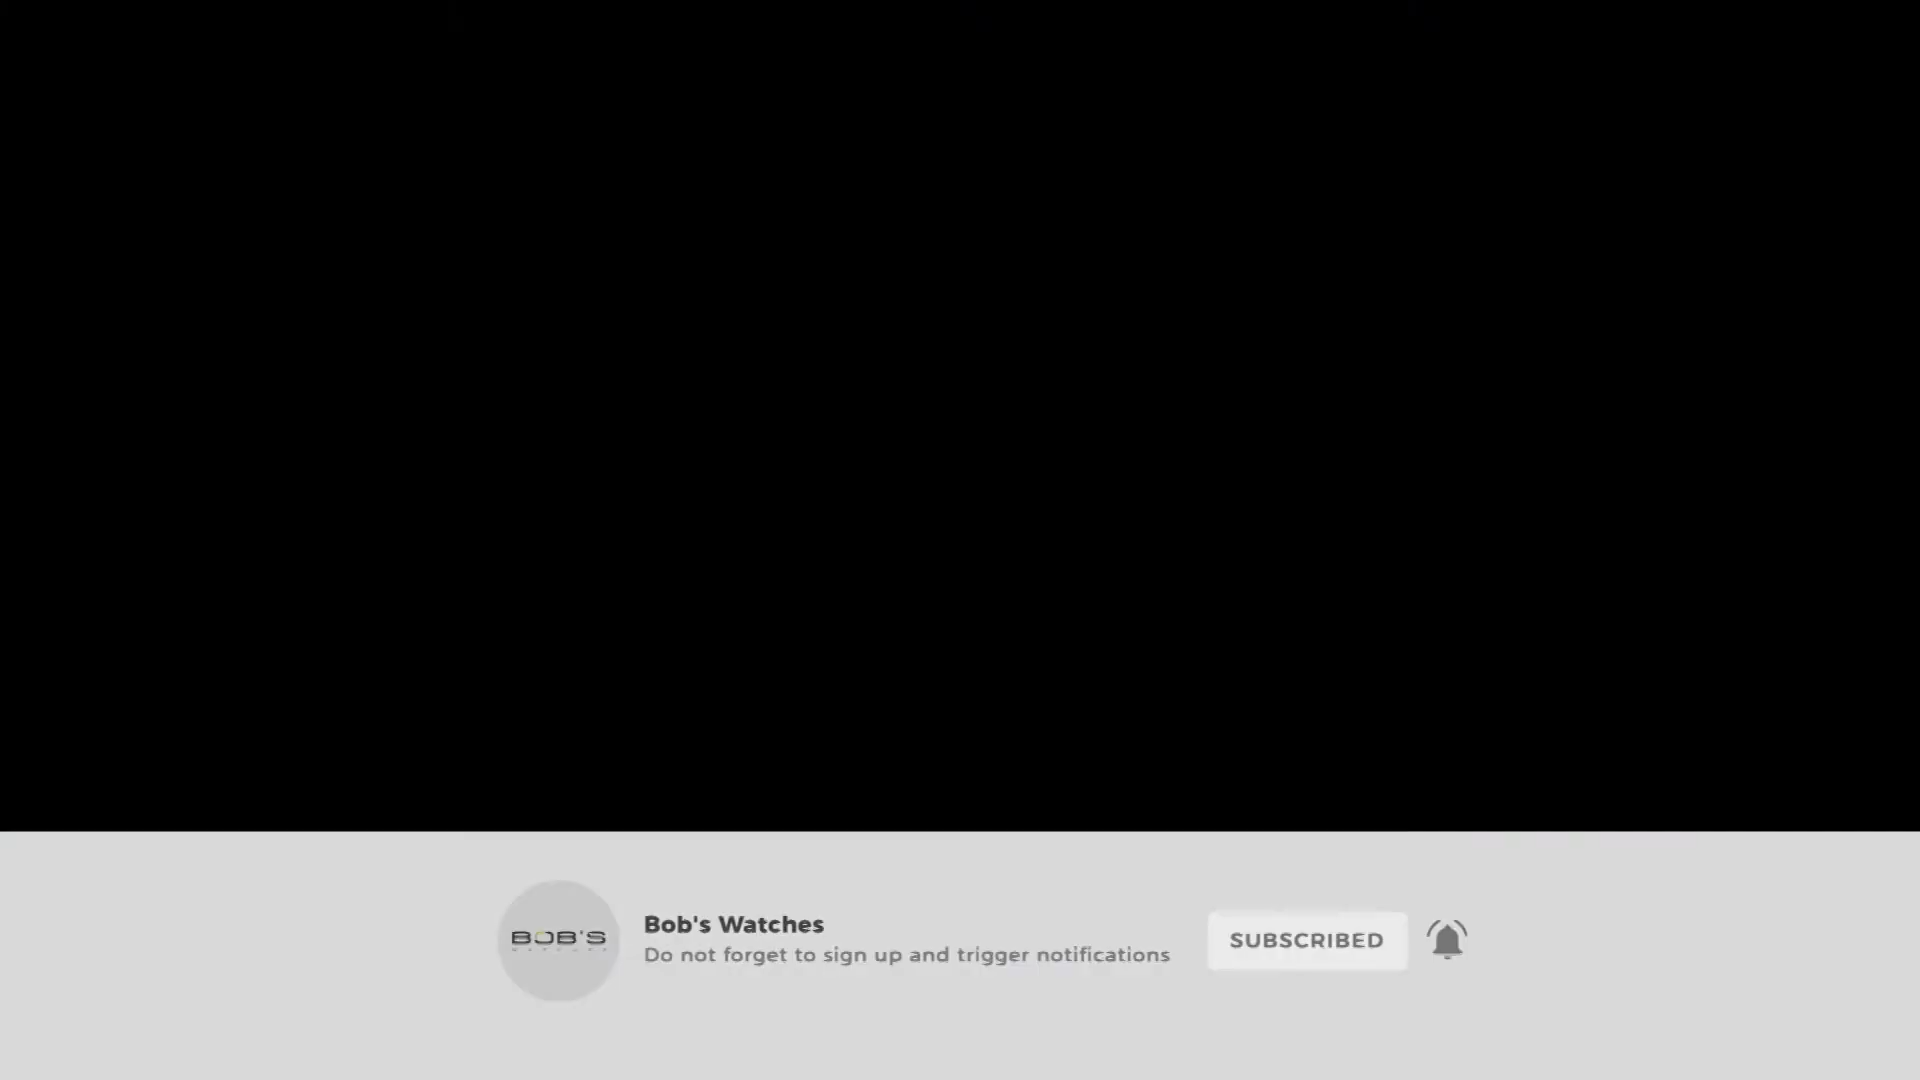 BOB'S
Bob's Watches
Do not forget to sign up and trigger notifications
SUBSCRIBED